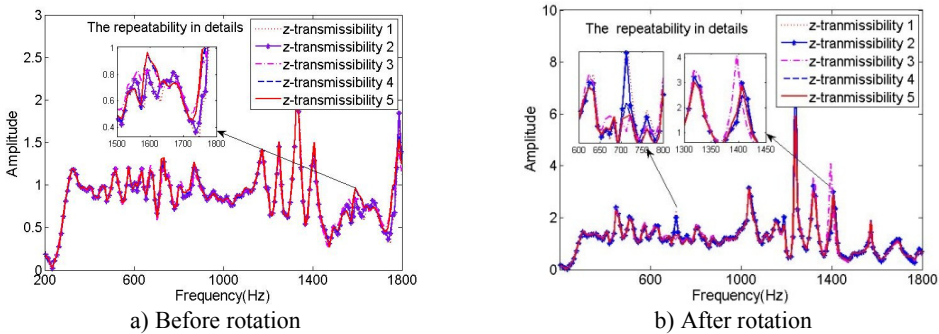 The repeatability in details
z-transmissibility 1
z-transmissibility 2
z-transmissibility 3
z-transmissibility 4
z-transmissibility 5
1
0.8
0.6
0.4
1500 1600 1700 1800
3
2.5
2
1.5
1
0.5
0
Amplitude
200 600 1000 1400 1800
Frequency(Hz)
a) Before rotation
The repeatability in details
z-tranmissibility 1
z-tranmissibility 2
z-tranmissibility 3
z-tranmissibility 4
z-tranmissibility 5
600 650 700 750 800
4
3
2
1
1300 1350 1400 1450
10
8
6
4
2
0
Amplitude
600 1000 1400 1800
Frequency(Hz)
b) After rotation